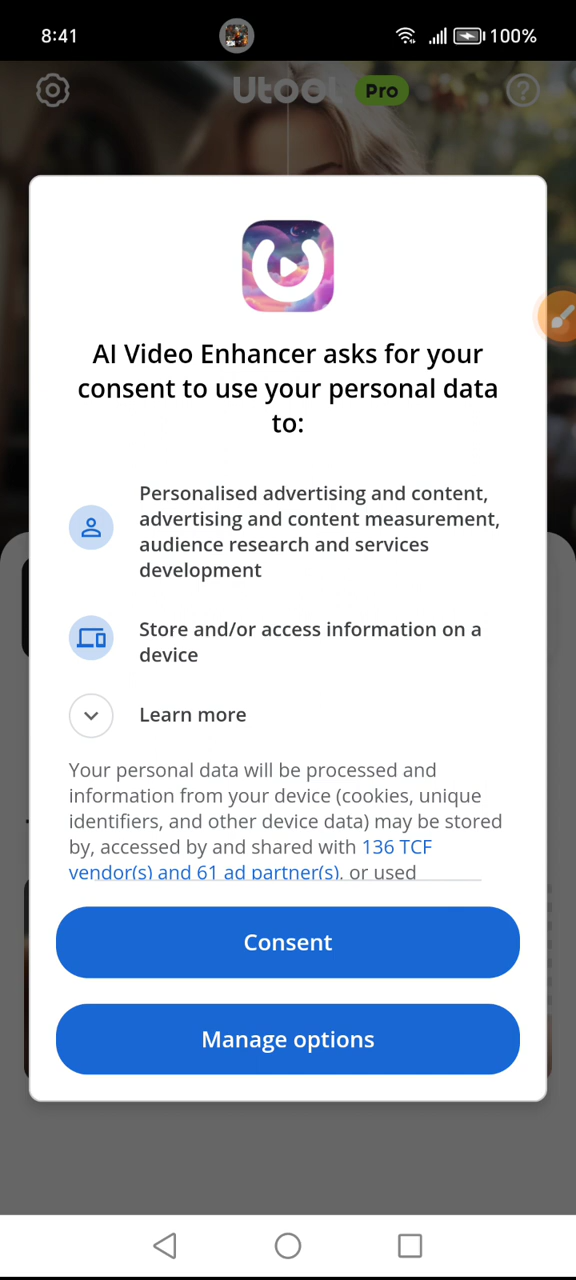 8:41
100%
Utool Pro
AI Video Enhancer asks for your
consent to use your personal data
to:
Personalised advertising and content,
advertising and content measurement,
audience research and services
development
Store and/or access information on a
device
Learn more
Your personal data will be processed and
information from your device (cookies, unique
identifiers, and other device data) may be stored
by, accessed by and shared with 136 TCF
vendor(s) and 61 ad partner(s), or used
Consent
Manage options